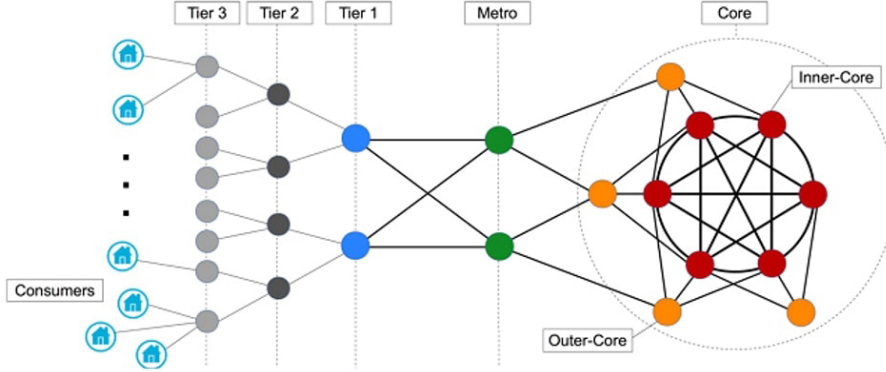 Tier 3
Tier 2
Tier 1
Metro
Core
Inner-Core
Consumers
Outer-Core